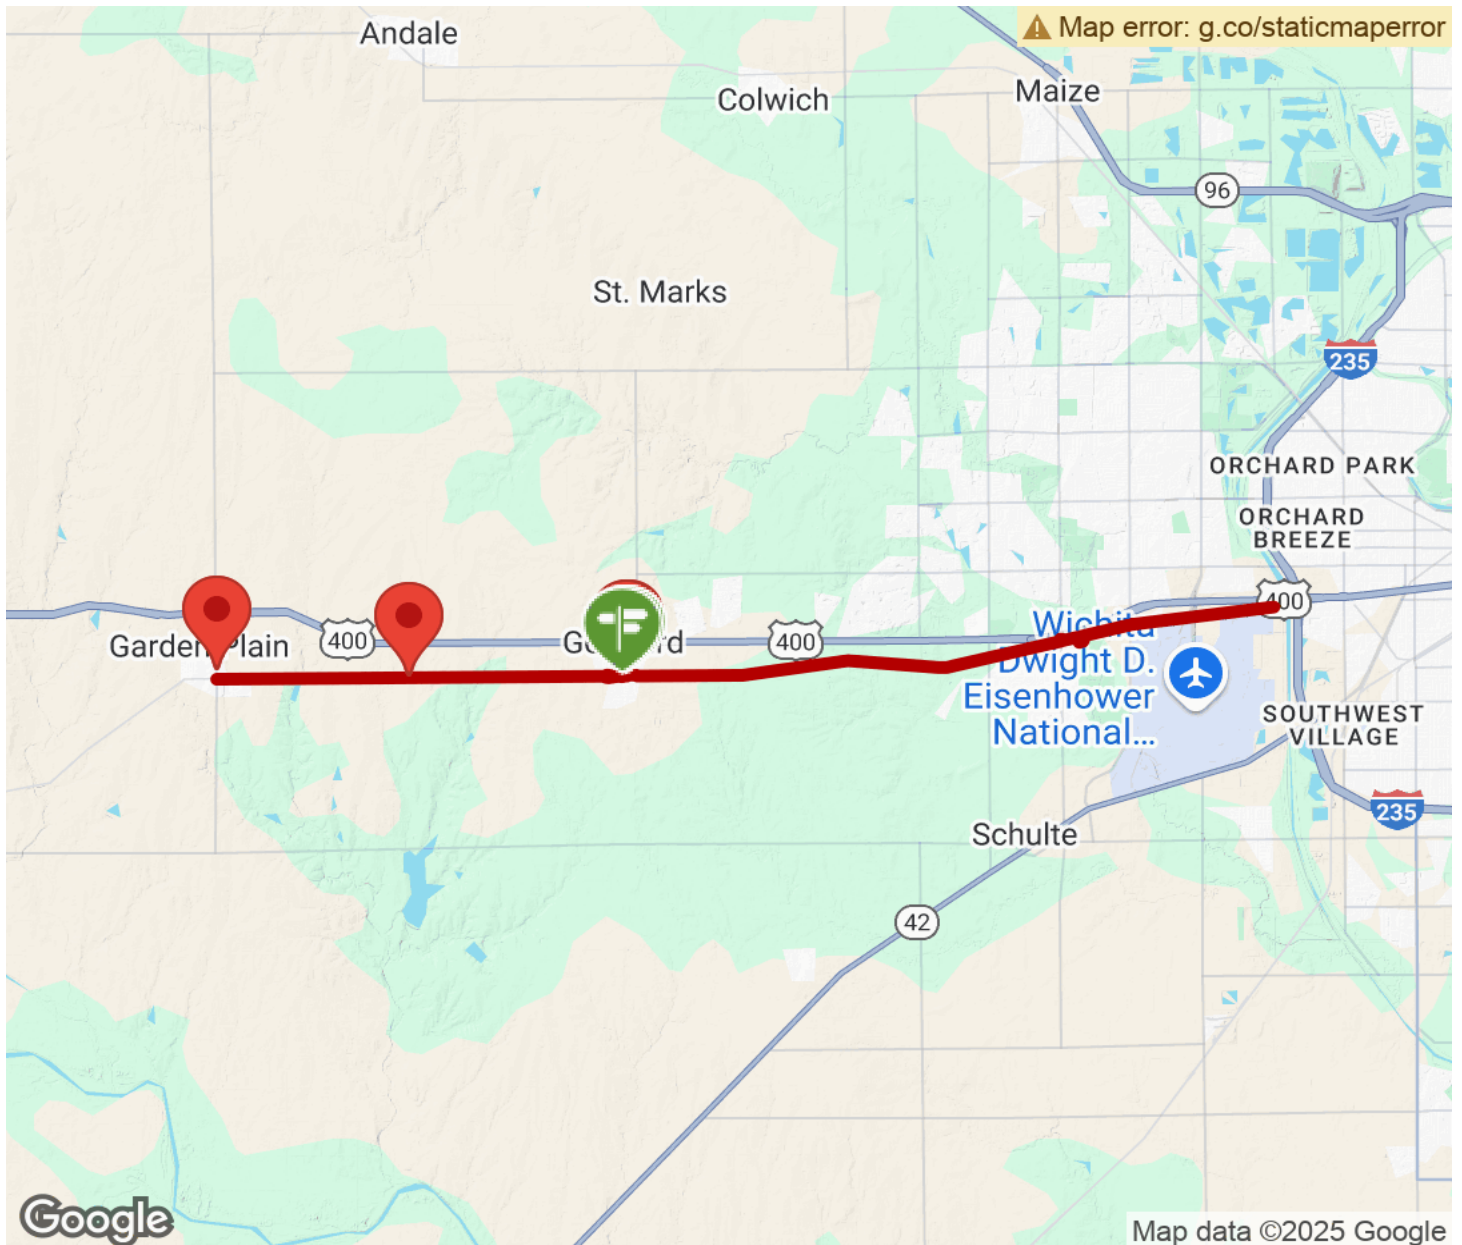 Andale
Map error: g.co/staticmaperror
Colwich
Maize
96
St. Marks
235
ORCHARD PARK
ORCHARD
BREEZE
400
Garden Plain
400
400
Wichita
Dwight D.
Eisenhower
National...
SOUTHWEST
VILLAGE
235
Schulte
42
Google
Map data ©2025 Google